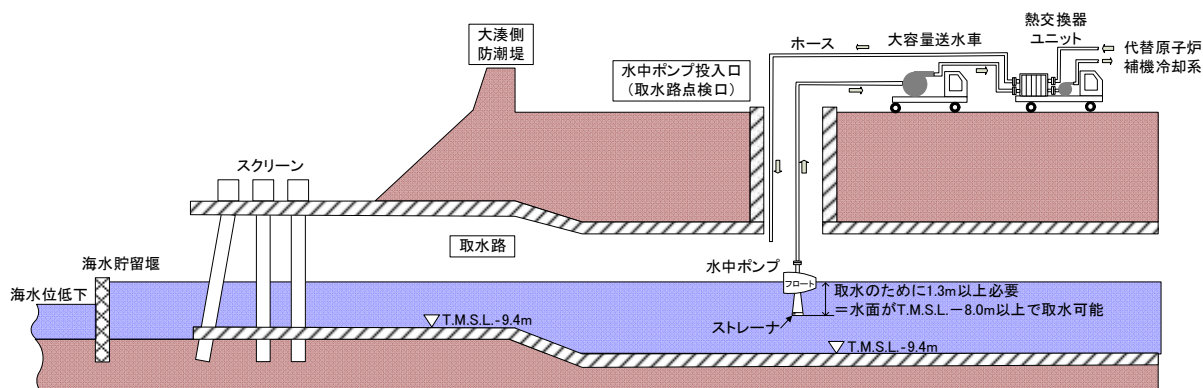 大湊側
防潮堤
水中ポンプ投入口
(取水路点検口)
ホース
大容量送水車
熱交換器
ユニット
代替原子炉
補機冷却系
スクリーン
取水路
海水貯留堰
海水位低下
水中ポンプ
フロート
取水のために1.3m以上必要
=水面がT.M.S.L.-8.0m以上で取水可能
ストレーナ
T.M.S.L.-9.4m
T.M.S.L.-9.4m